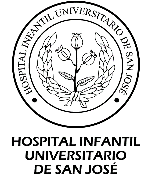 · HOSPITAL INFANTIL UNIVERSITARIO DE SAN JOSÉ ·
HOSPITAL INFANTIL
UNIVERSITARIO
DE SAN JOSÉ